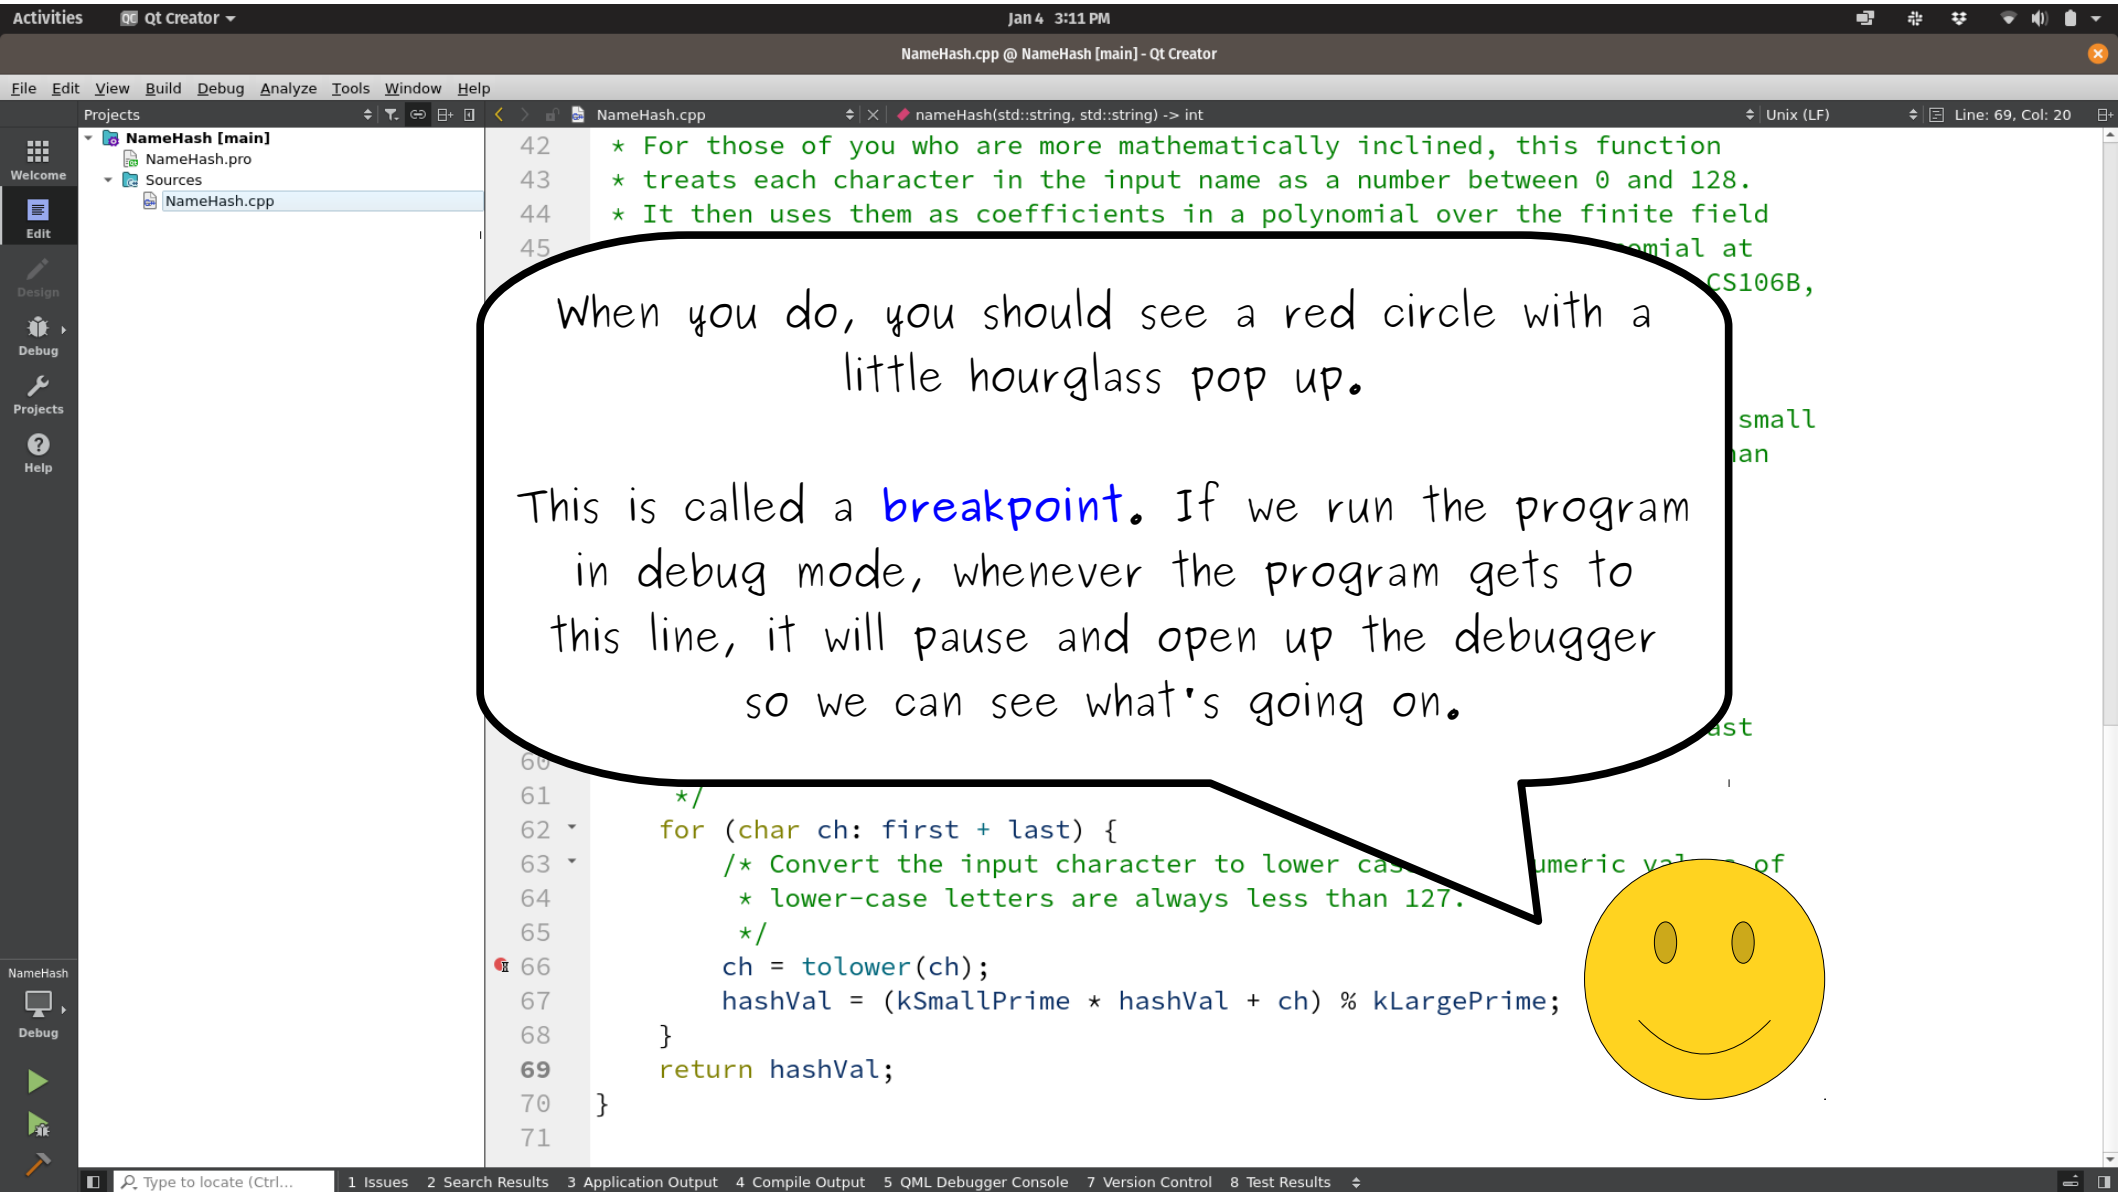 Activities
Qt Creator
Jan 4 3:11 PM
NameHash.cpp @ NameHash [main] - Qt Creator
File Edit View Build Debug Analyze Tools Window Help
Projects
NameHash.cpp
nameHash(std::string, std::string) -> int
Unix (LF)
Line: 69, Col: 20
Welcome
Edit
Design
Debug
Projects
Help
NameHash [main]
NameHash.pro
Sources
NameHash.cpp
42 * For those of you who are more mathematically inclined, this function
43 * treats each character in the input name as a number between 0 and 128.
44 * It then uses them as coefficients in a polynomial over the finite field
45 at
CS106B,
small
When you do, you should see a red circle with a
little hourglass pop up.
This is called a breakpoint. If we run the program
in debug mode, whenever the program gets to
this line, it will pause and open up the debugger
so we can see what's going on.
60
61 */
62 for (char ch: first + last) {
63 /* Convert the input character to lower of
64 * lower-case letters are always less than 127.
65 */
66 ch = tolower(ch);
67 hashVal = (kSmallPrime * hashVal + ch) % kLargePrime;
68 }
69 return hashVal;
70 }
71
NameHash
Debug
Type to locate (Ctrl...
1 Issues 2 Search Results 3 Application Output 4 Compile Output 5 QML Debugger Console 7 Version Control 8 Test Results